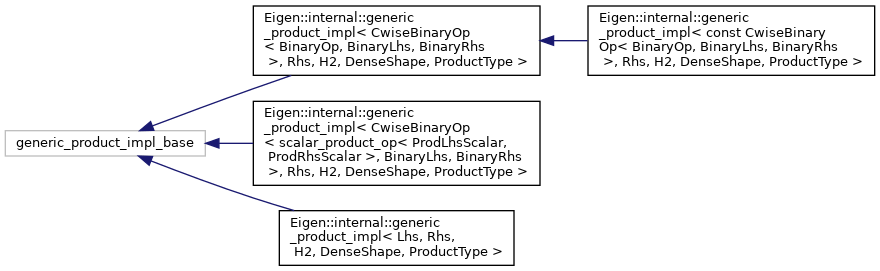 generic_product_impl_base
Eigen::internal::generic
_product_impl< CwiseBinaryOp
< BinaryOp, BinaryLhs, BinaryRhs
 >, Rhs, H2, DenseShape, ProductType >
Eigen::internal::generic
_product_impl< const CwiseBinary
Op< BinaryOp, BinaryLhs, BinaryRhs
 >, Rhs, H2, DenseShape, ProductType >
Eigen::internal::generic
_product_impl< CwiseBinaryOp
< scalar_product_op< ProdLhsScalar,
 ProdRhsScalar >, BinaryLhs, BinaryRhs
 >, Rhs, H2, DenseShape, ProductType >
Eigen::internal::generic
_product_impl< Lhs, Rhs,
 H2, DenseShape, ProductType >